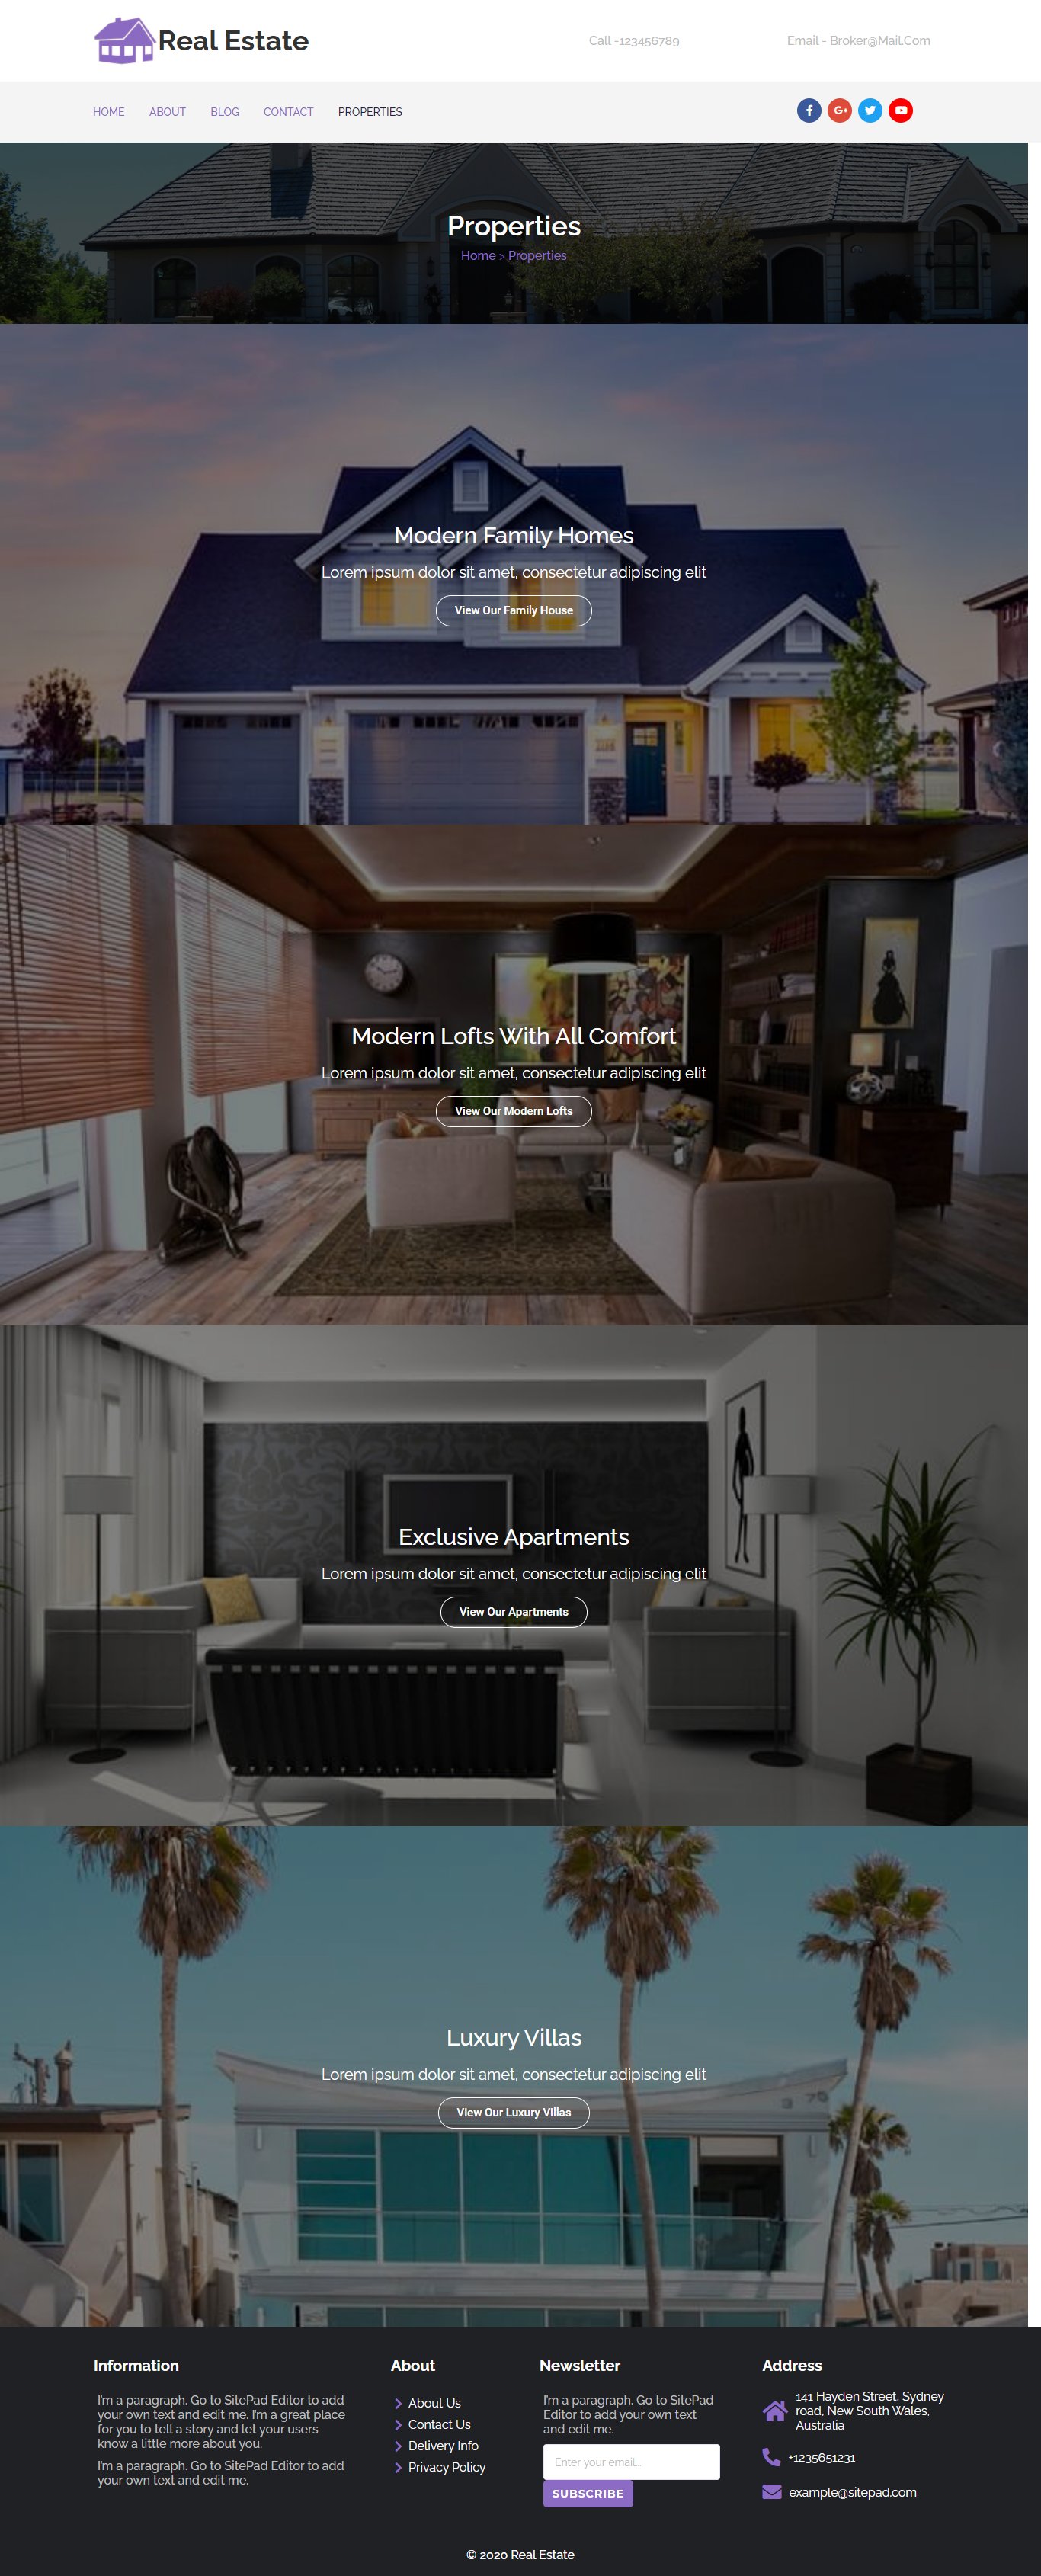 Real Estate
Call -123456789
Email - Broker@Mail.Com
HOME
ABOUT
BLOG
CONTACT
PROPERTIES
G+
Properties
Home > Properties
Modern Family Homes
Lorem ipsum dolor sit amet, consectetur adipiscing elit
View Our Family House
Modern Lofts With All Comfort
Lorem ipsum dolor sit amet, consectetur adipiscing elit
View Our Modern Lofts
Exclusive Apartments
Lorem ipsum dolor sit amet, consectetur adipiscing elit
View Our Apartments
Luxury Villas
Lorem ipsum dolor sit amet, consectetur adipiscing elit
View Our Luxury Villas
Information
I'm a paragraph. Go to SitePad Editor to add
your own text and edit me. I'm a great place
for you to tell a story and let your users
know a little more about you.
I'm a paragraph. Go to SitePad Editor to add
your own text and edit me.
About
About Us
Contact Us
Delivery Info
Privacy Policy
Newsletter
I'm a paragraph. Go to SitePad
Editor to add your own text
and edit me.
Enter your email...
SUBSCRIBE
Address
141 Hayden Street, Sydney
road, New South Wales,
Australia
+1235651231
example@sitepad.com
© 2020 Real Estate